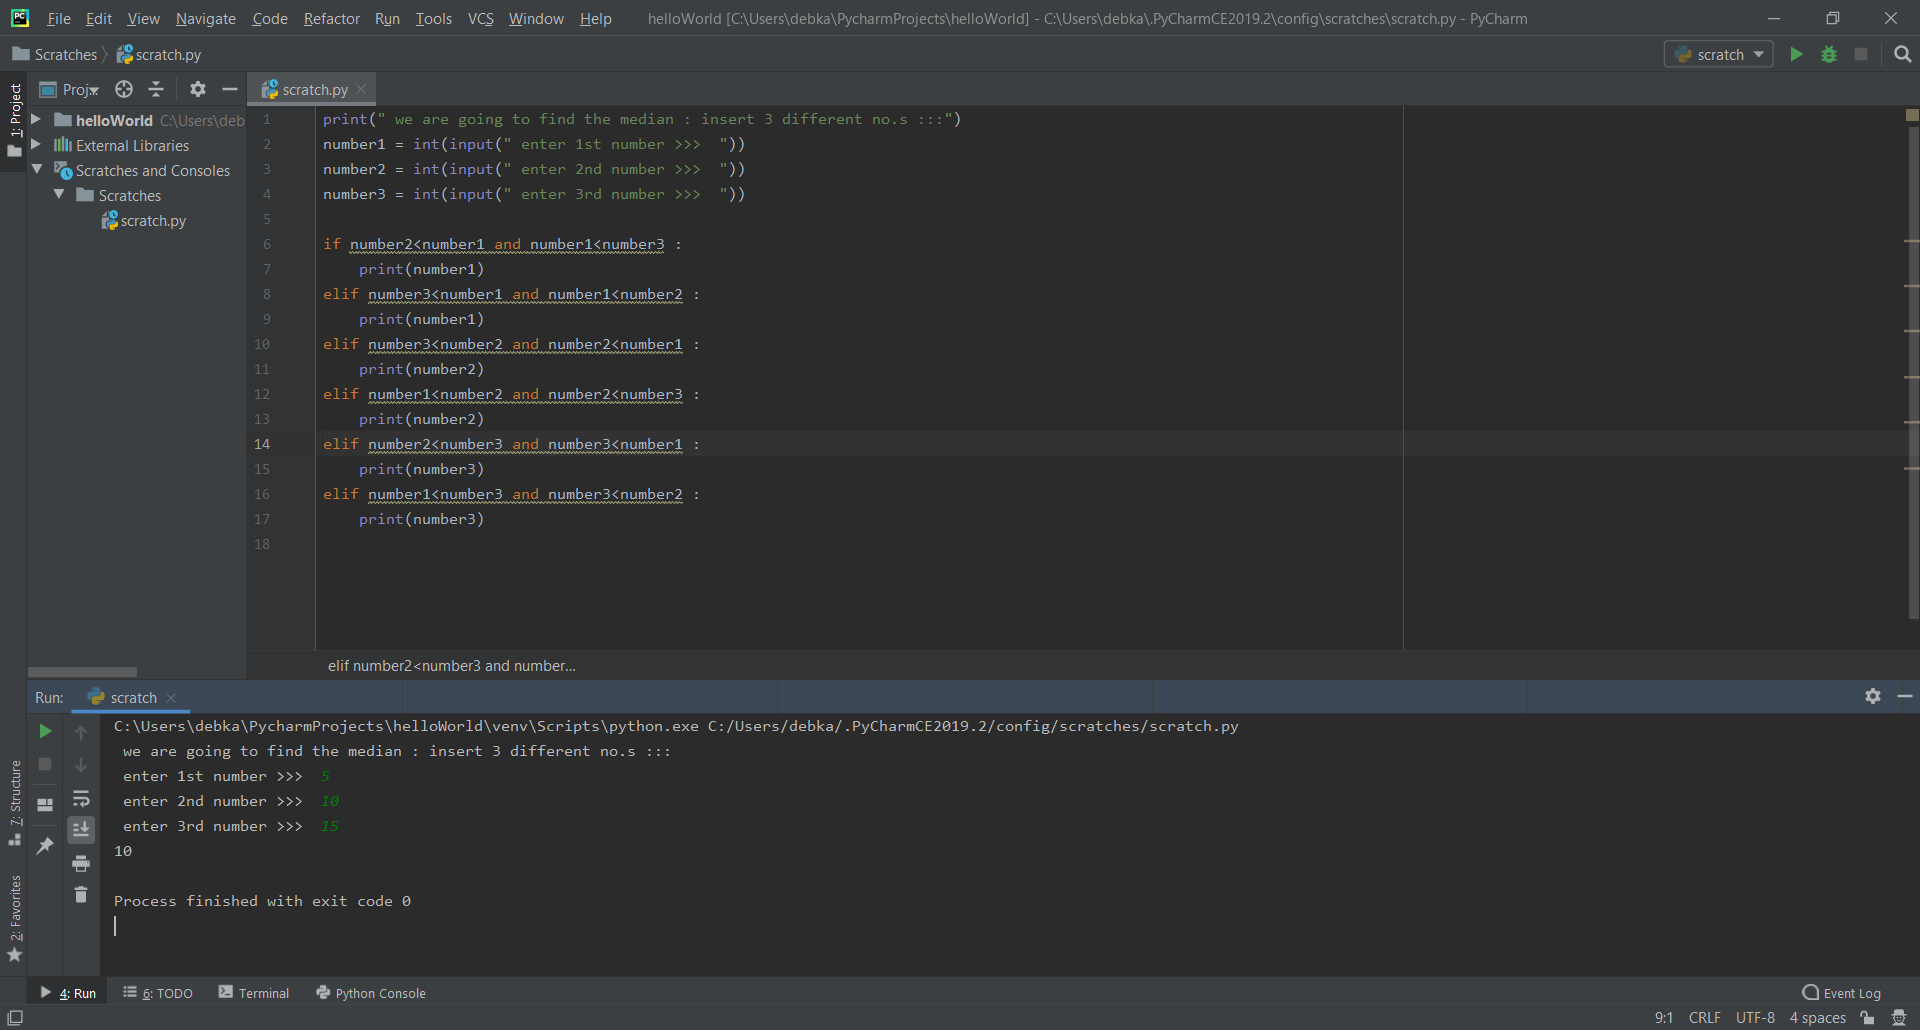 File Edit View Navigate Code Refactor Run Tools VCS Window Help helloWorld [C:\Users\debka\PycharmProjects\helloWorld] - C:\Users\debka\.PyCharmCE2019.2\config\scratches\scratch.py - PyCharm
Scratches scratch.py scratch
Proj scratch.py
1: Project
helloWorld C:\Users\deb
External Libraries
Scratches and Consoles
Scratches
scratch.py
1 print(" we are going to find the median : insert 3 different no.s :::")
2 number1 = int(input(" enter 1st number >>>  "))
3 number2 = int(input(" enter 2nd number >>>  "))
4 number3 = int(input(" enter 3rd number >>>  "))
5
6 if number2<number1 and number1<number3 :
7     print(number1)
8 elif number3<number1 and number1<number2 :
9     print(number1)
10 elif number3<number2 and number2<number1 :
11     print(number2)
12 elif number1<number2 and number2<number3 :
13     print(number2)
14 elif number2<number3 and number3<number1 :
15     print(number3)
16 elif number1<number3 and number3<number2 :
17     print(number3)
18
elif number2<number3 and number...
Run: scratch
C:\Users\debka\PycharmProjects\helloWorld\venv\Scripts\python.exe C:/Users/debka/.PyCharmCE2019.2/config/scratches/scratch.py
we are going to find the median : insert 3 different no.s :::
enter 1st number >>>  5
enter 2nd number >>>  10
enter 3rd number >>>  15
10
Process finished with exit code 0
7: Structure
2: Favorites
4: Run 6: TODO Terminal Python Console Event Log
9:1 CRLF UTF-8 4 spaces